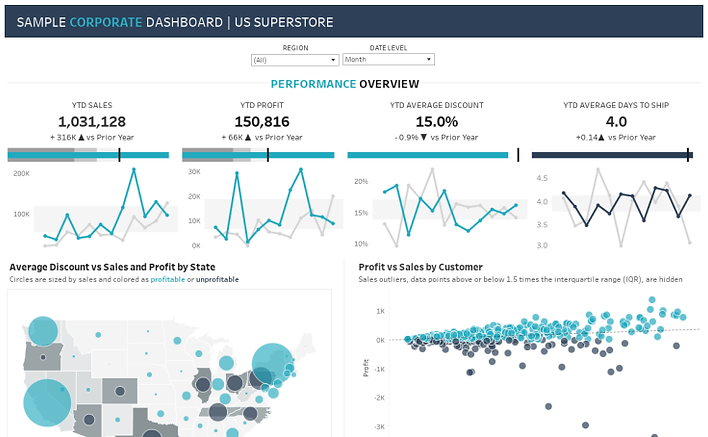 SAMPLE CORPORATE DASHBOARD | US SUPERSTORE
REGION
DATE LEVEL
(All)
Month
PERFORMANCE OVERVIEW
YTD SALES
YTD PROFIT
YTD AVERAGE DISCOUNT
YTD AVERAGE DAYS TO SHIP
1,031,128
150,816
15.0%
4.0
+ 316K ▲ vs Prior Year
+ 66K ▲ vs Prior Year
- 0.9% ▼ vs Prior Year
+0.14▲ vs Prior Year
200K
100K
30K
20K
10K
0K
20%
15%
10%
4.5
4.0
3.5
3.0
Average Discount vs Sales and Profit by State
Circles are sized by sales and colored as profitable or unprofitable
Profit vs Sales by Customer
Sales outliers, data points above or below 1.5 times the interquartile range (IQR), are hidden
Profit
1K
0K
-1K
-2K
-3K